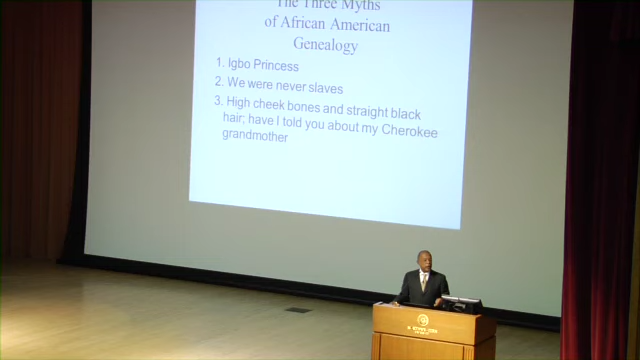 The Three Myths
of African American
Genealogy
1. Igbo Princess
2. We were never slaves
3. High cheek bones and straight black
hair; have I told you about my Cherokee
grandmother